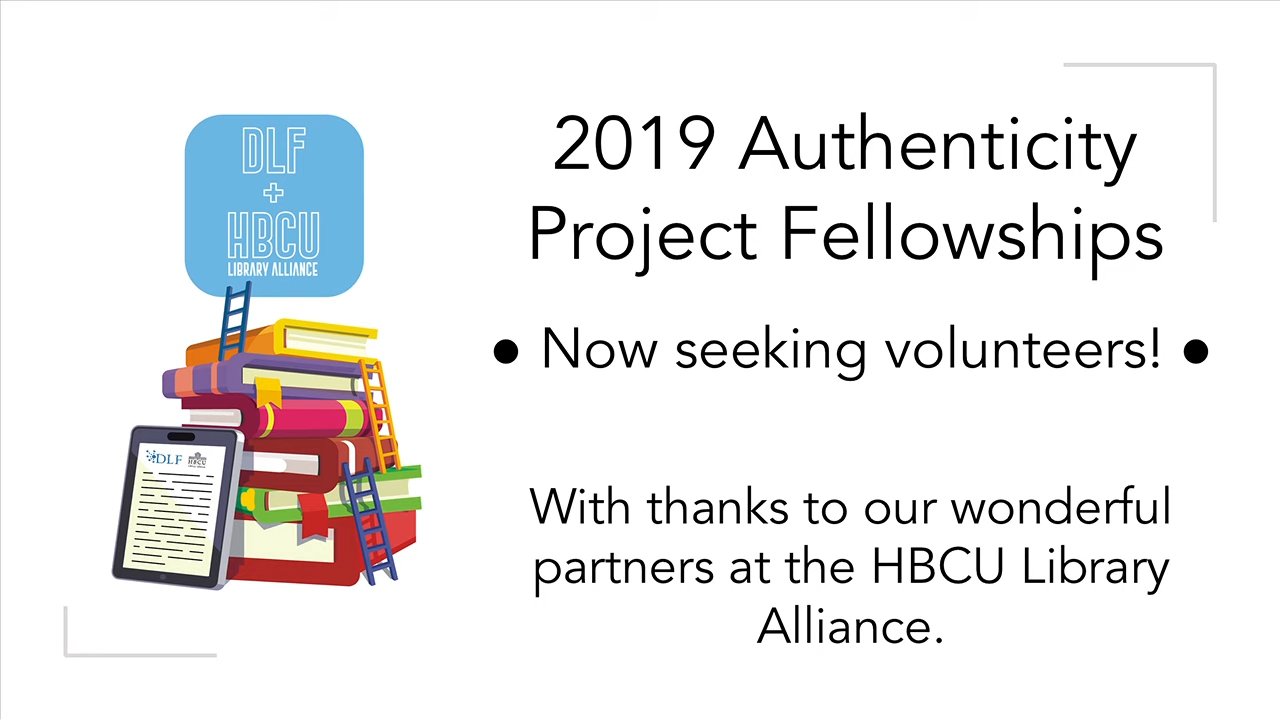 DLF
+
HBCU
LIBRARY ALLIANCE
2019 Authenticity
Project Fellowships
● Now seeking volunteers! ●
With thanks to our wonderful
partners at the HBCU Library
Alliance.
DLF
HBCU